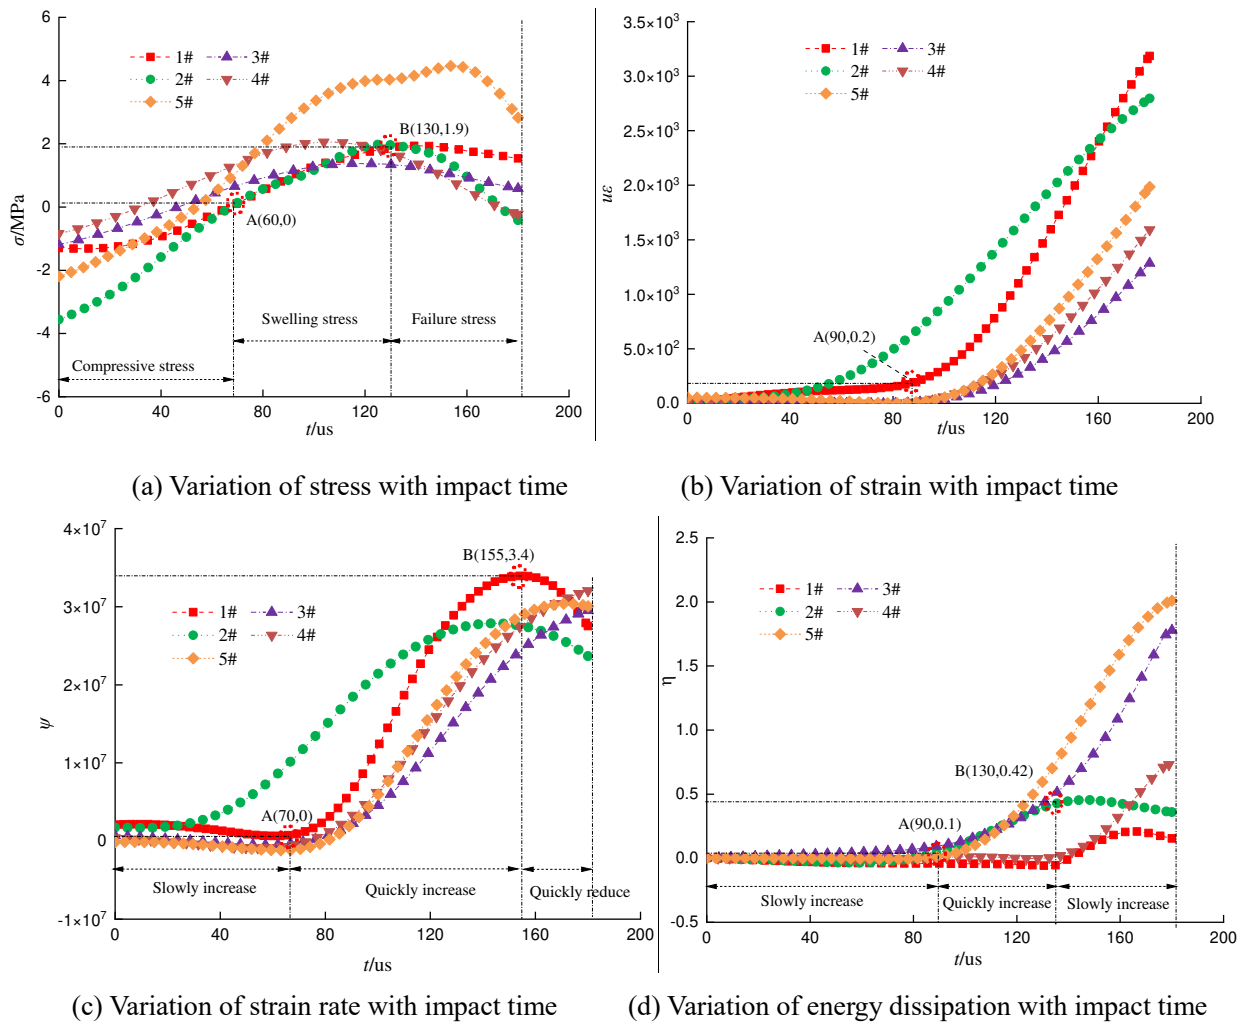 6
4
2
0
-2
-4
-6
σ/MPa
1#
3#
2#
4#
5#
B(130,1.9)
A(60,0)
Swelling stress
Failure stress
Compressive stress
0
40
80
120
160
200
t/us
3.5×10³
3.0×10³
2.5×10³
2.0×10³
1.5×10³
1.0×10³
5.0×10²
0.0
uε
1#
3#
2#
4#
5#
A(90,0.2)
0
40
80
120
160
200
t/us
(a) Variation of stress with impact time
(b) Variation of strain with impact time
4×10⁷
3×10⁷
2×10⁷
1×10⁷
0
-1×10⁷
ψ
B(155,3.4)
1#
3#
2#
4#
5#
A(70,0)
Slowly increase
Quickly increase
Quickly reduce
0
40
80
120
160
200
t/us
2.5
2.0
1.5
1.0
0.5
0.0
-0.5
η
1#
3#
2#
4#
5#
B(130,0.42)
A(90,0.1)
Slowly increase
Quickly increase
Slowly increase
0
40
80
120
160
200
t/us
(c) Variation of strain rate with impact time
(d) Variation of energy dissipation with impact time